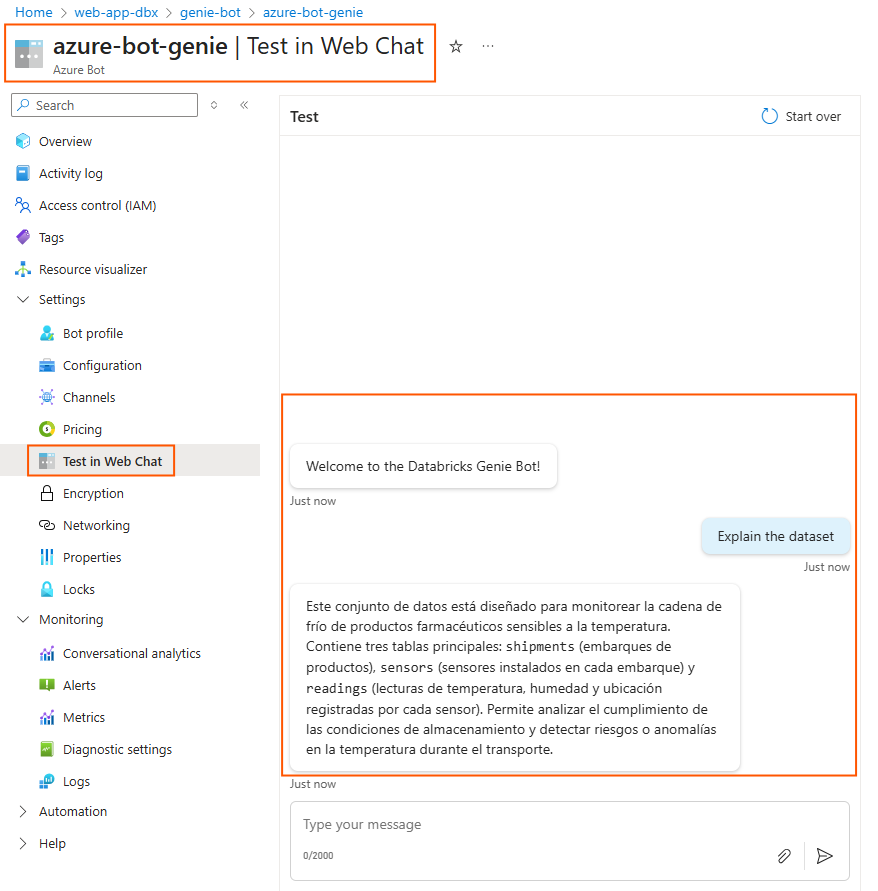 Home > web-app-dbx > genie-bot > azure-bot-genie
azure-bot-genie | Test in Web Chat
Azure Bot
Search
Overview
Activity log
Access control (IAM)
Tags
Resource visualizer
Settings
Bot profile
Configuration
Channels
Pricing
Test in Web Chat
Encryption
Networking
Properties
Locks
Monitoring
Conversational analytics
Alerts
Metrics
Diagnostic settings
Logs
Automation
Help
Test
Start over
Welcome to the Databricks Genie Bot!
Just now
Explain the dataset
Just now
Este conjunto de datos está diseñado para monitorear la cadena de
frío de productos farmacéuticos sensibles a la temperatura.
Contiene tres tablas principales: shipments (embarques de
productos), sensors (sensores instalados en cada embarque) y
readings (lecturas de temperatura, humedad y ubicación
registradas por cada sensor). Permite analizar el cumplimiento de
las condiciones de almacenamiento y detectar riesgos o anomalías
en la temperatura durante el transporte.
Just now
Type your message
0/2000